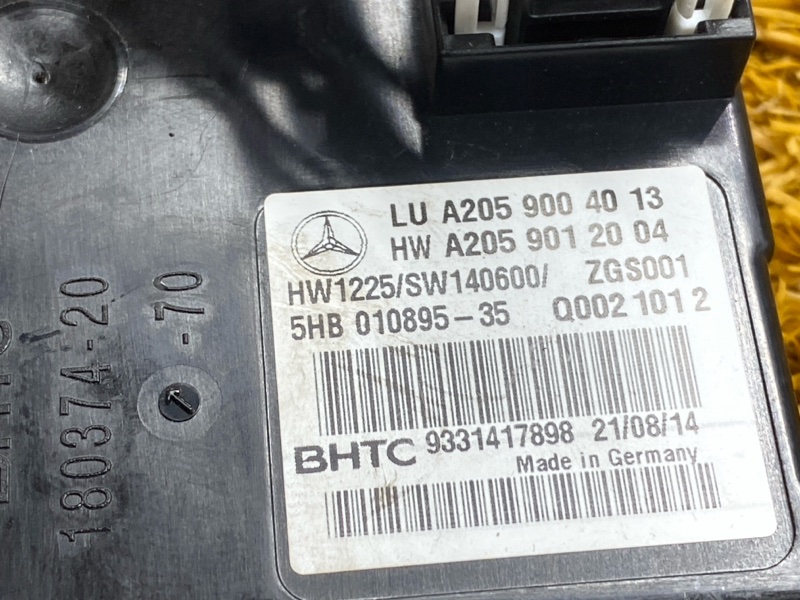 LU A205 900 40 13
HW A205 901 20 04
HW1225/SW140600/ ZGS001
5HB 010895-35 Q002 101 2
BHTC 9331417898 21/08/14
Made in Germany
180374-20
-70